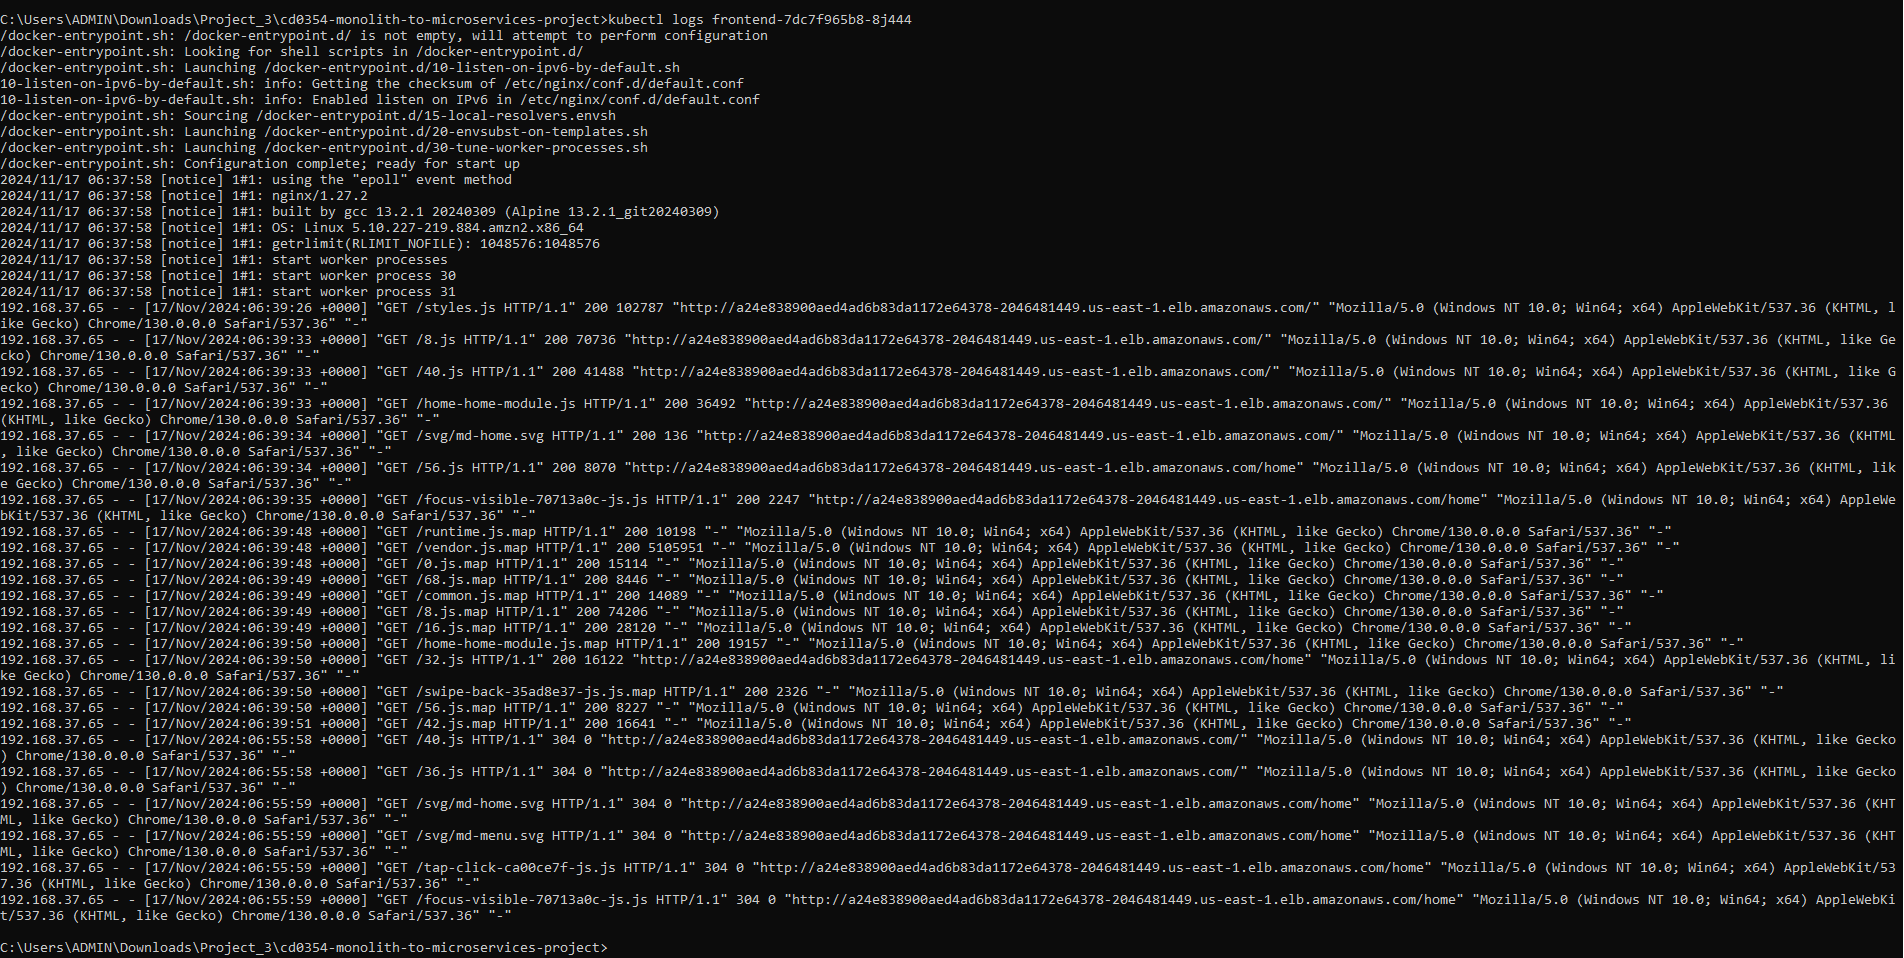 C:\Users\ADMIN\Downloads\Project_3\cd0354-monolith-to-microservices-project>kubectl logs frontend-7dc7f965b8-8j444
/docker-entrypoint.sh: /docker-entrypoint.d/ is not empty, will attempt to perform configuration
/docker-entrypoint.sh: Looking for shell scripts in /docker-entrypoint.d/
/docker-entrypoint.sh: Launching /docker-entrypoint.d/10-listen-on-ipv6-by-default.sh
10-listen-on-ipv6-by-default.sh: info: Getting the checksum of /etc/nginx/conf.d/default.conf
10-listen-on-ipv6-by-default.sh: info: Enabled listen on IPv6 in /etc/nginx/conf.d/default.conf
/docker-entrypoint.sh: Sourcing /docker-entrypoint.d/15-local-resolvers.envsh
/docker-entrypoint.sh: Launching /docker-entrypoint.d/20-envsubst-on-templates.sh
/docker-entrypoint.sh: Launching /docker-entrypoint.d/30-tune-worker-processes.sh
/docker-entrypoint.sh: Configuration complete; ready for start up
2024/11/17 06:37:58 [notice] 1#1: using the "epoll" event method
2024/11/17 06:37:58 [notice] 1#1: nginx/1.27.2
2024/11/17 06:37:58 [notice] 1#1: built by gcc 13.2.1 20240309 (Alpine 13.2.1_git20240309)
2024/11/17 06:37:58 [notice] 1#1: OS: Linux 5.10.227-219.884.amzn2.x86_64
2024/11/17 06:37:58 [notice] 1#1: getrlimit(RLIMIT_NOFILE): 1048576:1048576
2024/11/17 06:37:58 [notice] 1#1: start worker processes
2024/11/17 06:37:58 [notice] 1#1: start worker process 30
2024/11/17 06:37:58 [notice] 1#1: start worker process 31
192.168.37.65 - - [17/Nov/2024:06:39:26 +0000] "GET /styles.js HTTP/1.1" 200 102787 "http://a24e838900aed4ad6b83da1172e64378-2046481449.us-east-1.elb.amazonaws.com/" "Mozilla/5.0 (Windows NT 10.0; Win64; x64) AppleWebKit/537.36 (KHTML, l
ike Gecko) Chrome/130.0.0.0 Safari/537.36" "-"
192.168.37.65 - - [17/Nov/2024:06:39:33 +0000] "GET /8.js HTTP/1.1" 200 70736 "http://a24e838900aed4ad6b83da1172e64378-2046481449.us-east-1.elb.amazonaws.com/" "Mozilla/5.0 (Windows NT 10.0; Win64; x64) AppleWebKit/537.36 (KHTML, like Ge
cko) Chrome/130.0.0.0 Safari/537.36" "-"
192.168.37.65 - - [17/Nov/2024:06:39:33 +0000] "GET /40.js HTTP/1.1" 200 41488 "http://a24e838900aed4ad6b83da1172e64378-2046481449.us-east-1.elb.amazonaws.com/" "Mozilla/5.0 (Windows NT 10.0; Win64; x64) AppleWebKit/537.36 (KHTML, like G
ecko) Chrome/130.0.0.0 Safari/537.36" "-"
192.168.37.65 - - [17/Nov/2024:06:39:33 +0000] "GET /home-home-module.js HTTP/1.1" 200 36492 "http://a24e838900aed4ad6b83da1172e64378-2046481449.us-east-1.elb.amazonaws.com/" "Mozilla/5.0 (Windows NT 10.0; Win64; x64) AppleWebKit/537.36 
(KHTML, like Gecko) Chrome/130.0.0.0 Safari/537.36" "-"
192.168.37.65 - - [17/Nov/2024:06:39:34 +0000] "GET /svg/md-home.svg HTTP/1.1" 200 136 "http://a24e838900aed4ad6b83da1172e64378-2046481449.us-east-1.elb.amazonaws.com/" "Mozilla/5.0 (Windows NT 10.0; Win64; x64) AppleWebKit/537.36 (KHTML
, like Gecko) Chrome/130.0.0.0 Safari/537.36" "-"
192.168.37.65 - - [17/Nov/2024:06:39:34 +0000] "GET /56.js HTTP/1.1" 200 8070 "http://a24e838900aed4ad6b83da1172e64378-2046481449.us-east-1.elb.amazonaws.com/home" "Mozilla/5.0 (Windows NT 10.0; Win64; x64) AppleWebKit/537.36 (KHTML, lik
e Gecko) Chrome/130.0.0.0 Safari/537.36" "-"
192.168.37.65 - - [17/Nov/2024:06:39:35 +0000] "GET /focus-visible-70713a0c-js.js HTTP/1.1" 200 2247 "http://a24e838900aed4ad6b83da1172e64378-2046481449.us-east-1.elb.amazonaws.com/home" "Mozilla/5.0 (Windows NT 10.0; Win64; x64) AppleWe
bKit/537.36 (KHTML, like Gecko) Chrome/130.0.0.0 Safari/537.36" "-"
192.168.37.65 - - [17/Nov/2024:06:39:48 +0000] "GET /runtime.js.map HTTP/1.1" 200 10198 "-" "Mozilla/5.0 (Windows NT 10.0; Win64; x64) AppleWebKit/537.36 (KHTML, like Gecko) Chrome/130.0.0.0 Safari/537.36" "-"
192.168.37.65 - - [17/Nov/2024:06:39:48 +0000] "GET /vendor.js.map HTTP/1.1" 200 5105951 "-" "Mozilla/5.0 (Windows NT 10.0; Win64; x64) AppleWebKit/537.36 (KHTML, like Gecko) Chrome/130.0.0.0 Safari/537.36" "-"
192.168.37.65 - - [17/Nov/2024:06:39:48 +0000] "GET /0.js.map HTTP/1.1" 200 15114 "-" "Mozilla/5.0 (Windows NT 10.0; Win64; x64) AppleWebKit/537.36 (KHTML, like Gecko) Chrome/130.0.0.0 Safari/537.36" "-"
192.168.37.65 - - [17/Nov/2024:06:39:49 +0000] "GET /68.js.map HTTP/1.1" 200 8446 "-" "Mozilla/5.0 (Windows NT 10.0; Win64; x64) AppleWebKit/537.36 (KHTML, like Gecko) Chrome/130.0.0.0 Safari/537.36" "-"
192.168.37.65 - - [17/Nov/2024:06:39:49 +0000] "GET /common.js.map HTTP/1.1" 200 14089 "-" "Mozilla/5.0 (Windows NT 10.0; Win64; x64) AppleWebKit/537.36 (KHTML, like Gecko) Chrome/130.0.0.0 Safari/537.36" "-"
192.168.37.65 - - [17/Nov/2024:06:39:49 +0000] "GET /8.js.map HTTP/1.1" 200 74206 "-" "Mozilla/5.0 (Windows NT 10.0; Win64; x64) AppleWebKit/537.36 (KHTML, like Gecko) Chrome/130.0.0.0 Safari/537.36" "-"
192.168.37.65 - - [17/Nov/2024:06:39:49 +0000] "GET /16.js.map HTTP/1.1" 200 28120 "-" "Mozilla/5.0 (Windows NT 10.0; Win64; x64) AppleWebKit/537.36 (KHTML, like Gecko) Chrome/130.0.0.0 Safari/537.36" "-"
192.168.37.65 - - [17/Nov/2024:06:39:50 +0000] "GET /home-home-module.js.map HTTP/1.1" 200 19157 "-" "Mozilla/5.0 (Windows NT 10.0; Win64; x64) AppleWebKit/537.36 (KHTML, like Gecko) Chrome/130.0.0.0 Safari/537.36" "-"
192.168.37.65 - - [17/Nov/2024:06:39:50 +0000] "GET /32.js HTTP/1.1" 200 16122 "http://a24e838900aed4ad6b83da1172e64378-2046481449.us-east-1.elb.amazonaws.com/home" "Mozilla/5.0 (Windows NT 10.0; Win64; x64) AppleWebKit/537.36 (KHTML, li
ke Gecko) Chrome/130.0.0.0 Safari/537.36" "-"
192.168.37.65 - - [17/Nov/2024:06:39:50 +0000] "GET /swipe-back-35ad8e37-js.js.map HTTP/1.1" 200 2326 "-" "Mozilla/5.0 (Windows NT 10.0; Win64; x64) AppleWebKit/537.36 (KHTML, like Gecko) Chrome/130.0.0.0 Safari/537.36" "-"
192.168.37.65 - - [17/Nov/2024:06:39:50 +0000] "GET /56.js.map HTTP/1.1" 200 8227 "-" "Mozilla/5.0 (Windows NT 10.0; Win64; x64) AppleWebKit/537.36 (KHTML, like Gecko) Chrome/130.0.0.0 Safari/537.36" "-"
192.168.37.65 - - [17/Nov/2024:06:39:51 +0000] "GET /42.js.map HTTP/1.1" 200 16641 "-" "Mozilla/5.0 (Windows NT 10.0; Win64; x64) AppleWebKit/537.36 (KHTML, like Gecko) Chrome/130.0.0.0 Safari/537.36" "-"
192.168.37.65 - - [17/Nov/2024:06:55:58 +0000] "GET /40.js HTTP/1.1" 304 0 "http://a24e838900aed4ad6b83da1172e64378-2046481449.us-east-1.elb.amazonaws.com/" "Mozilla/5.0 (Windows NT 10.0; Win64; x64) AppleWebKit/537.36 (KHTML, like Gecko
) Chrome/130.0.0.0 Safari/537.36" "-"
192.168.37.65 - - [17/Nov/2024:06:55:58 +0000] "GET /36.js HTTP/1.1" 304 0 "http://a24e838900aed4ad6b83da1172e64378-2046481449.us-east-1.elb.amazonaws.com/" "Mozilla/5.0 (Windows NT 10.0; Win64; x64) AppleWebKit/537.36 (KHTML, like Gecko
) Chrome/130.0.0.0 Safari/537.36" "-"
192.168.37.65 - - [17/Nov/2024:06:55:59 +0000] "GET /svg/md-home.svg HTTP/1.1" 304 0 "http://a24e838900aed4ad6b83da1172e64378-2046481449.us-east-1.elb.amazonaws.com/home" "Mozilla/5.0 (Windows NT 10.0; Win64; x64) AppleWebKit/537.36 (KHT
ML, like Gecko) Chrome/130.0.0.0 Safari/537.36" "-"
192.168.37.65 - - [17/Nov/2024:06:55:59 +0000] "GET /svg/md-menu.svg HTTP/1.1" 304 0 "http://a24e838900aed4ad6b83da1172e64378-2046481449.us-east-1.elb.amazonaws.com/home" "Mozilla/5.0 (Windows NT 10.0; Win64; x64) AppleWebKit/537.36 (KHT
ML, like Gecko) Chrome/130.0.0.0 Safari/537.36" "-"
192.168.37.65 - - [17/Nov/2024:06:55:59 +0000] "GET /tap-click-ca00ce7f-js.js HTTP/1.1" 304 0 "http://a24e838900aed4ad6b83da1172e64378-2046481449.us-east-1.elb.amazonaws.com/home" "Mozilla/5.0 (Windows NT 10.0; Win64; x64) AppleWebKit/53
7.36 (KHTML, like Gecko) Chrome/130.0.0.0 Safari/537.36" "-"
192.168.37.65 - - [17/Nov/2024:06:55:59 +0000] "GET /focus-visible-70713a0c-js.js HTTP/1.1" 304 0 "http://a24e838900aed4ad6b83da1172e64378-2046481449.us-east-1.elb.amazonaws.com/home" "Mozilla/5.0 (Windows NT 10.0; Win64; x64) AppleWebKi
t/537.36 (KHTML, like Gecko) Chrome/130.0.0.0 Safari/537.36" "-"
C:\Users\ADMIN\Downloads\Project_3\cd0354-monolith-to-microservices-project>